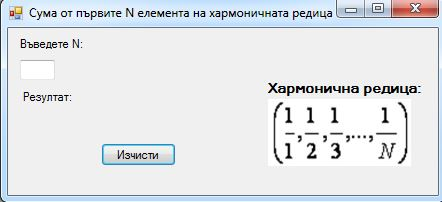 Сума от първите N елемента на хармоничната редица
Въведете N:
Резултат:
Хармонична редица:
(1/1, 1/2, 1/3, ..., 1/N)
Изчисти